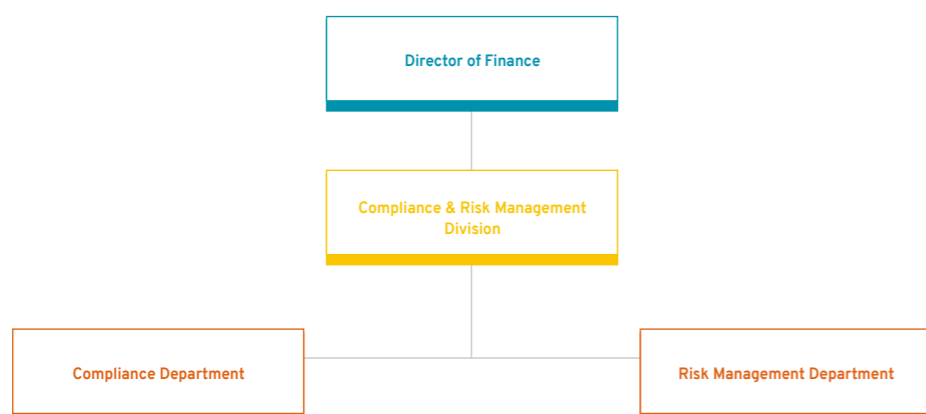 Director of Finance
Compliance & Risk Management
Division
Compliance Department
Risk Management Department